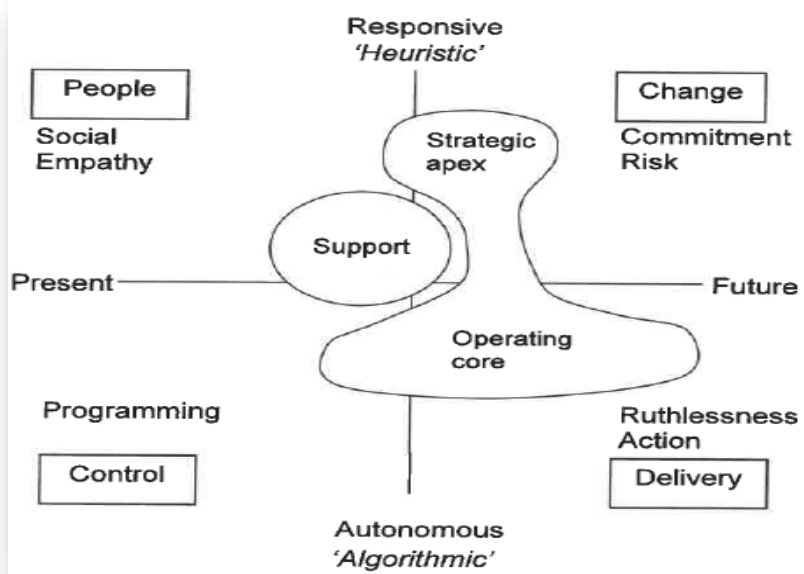 Responsive
‘Heuristic’
People
Change
Social
Empathy
Strategic
apex
Commitment
Risk
Support
Present
Future
Operating
core
Programming
Ruthlessness
Action
Control
Delivery
Autonomous
‘Algorithmic’